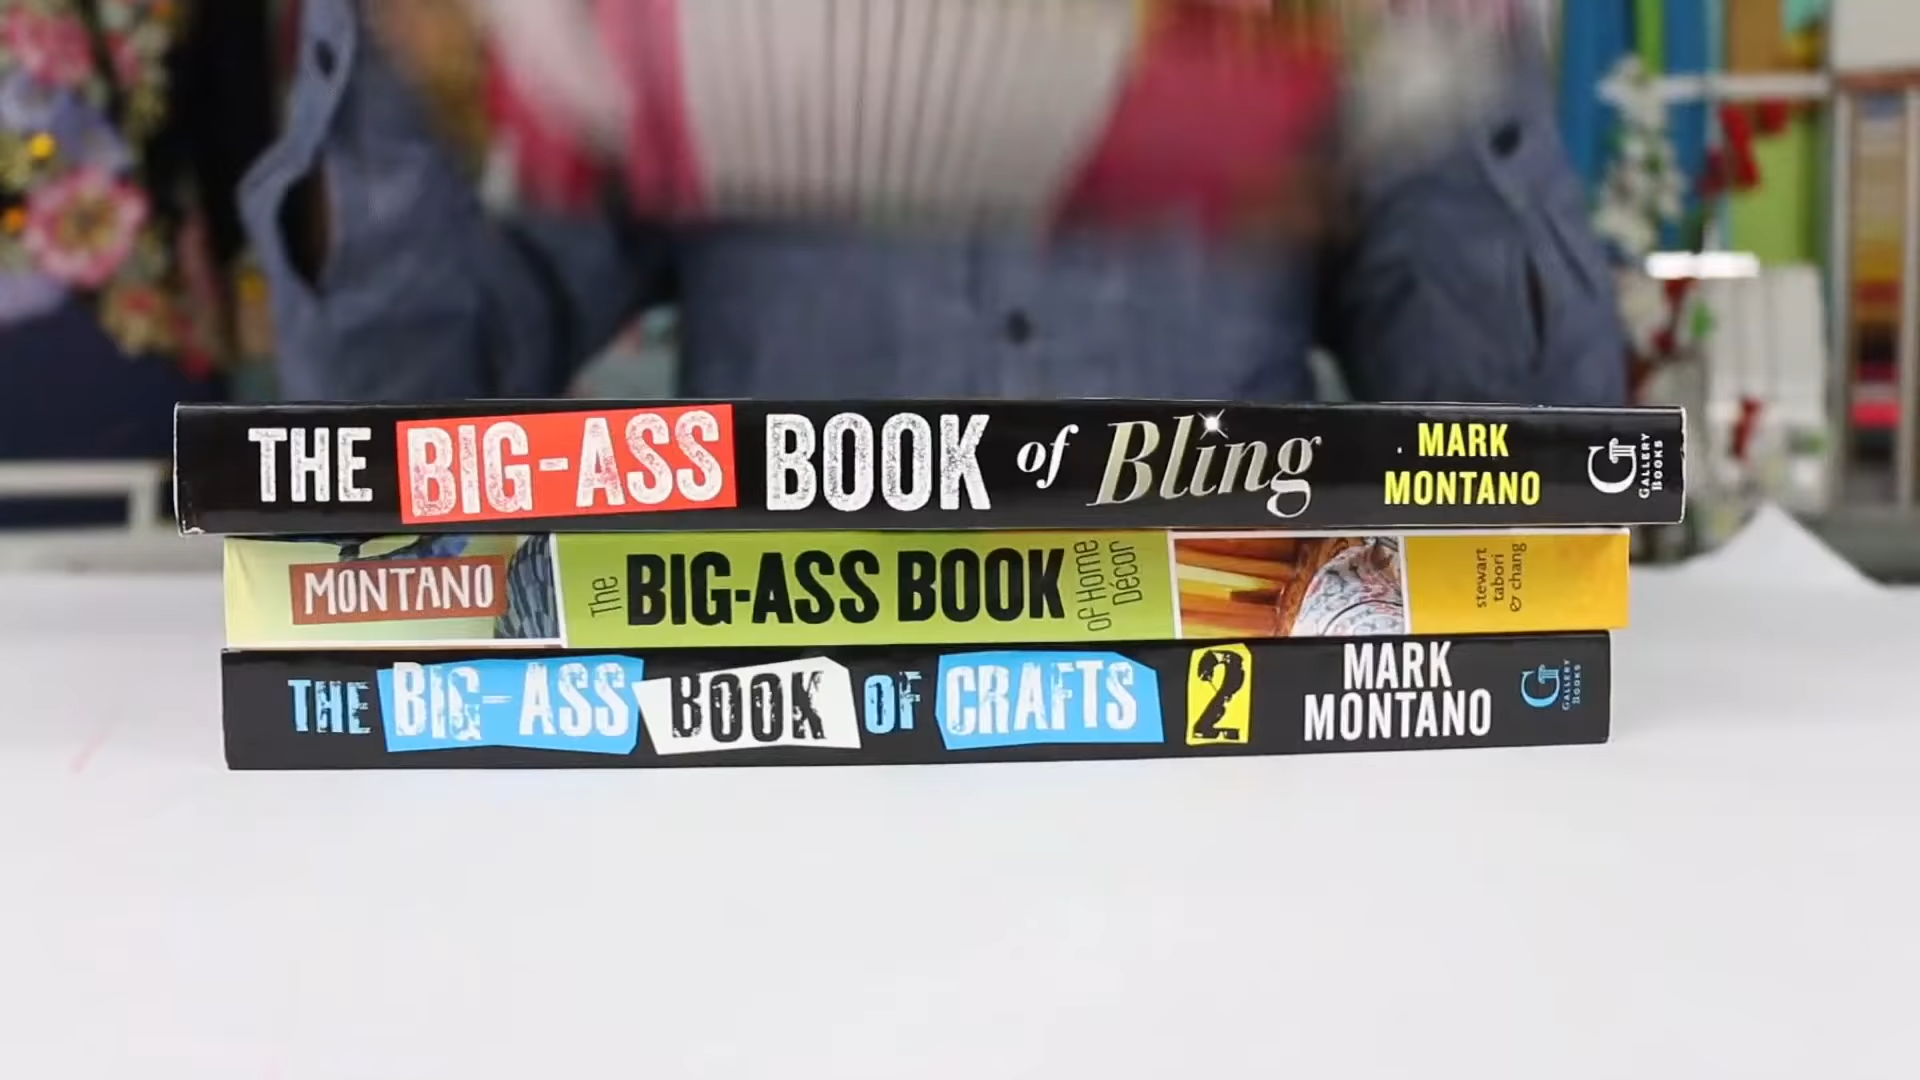 THE BIG-ASS BOOK of Bling
MARK
MONTANO
G
GALLERY
BOOKS
MONTANO
The
BIG-ASS BOOK
of Home
Décor
stewart
tabori
& chang
THE BIG-ASS BOOK OF CRAFTS 2
MARK
MONTANO
G
GALLERY
BOOKS